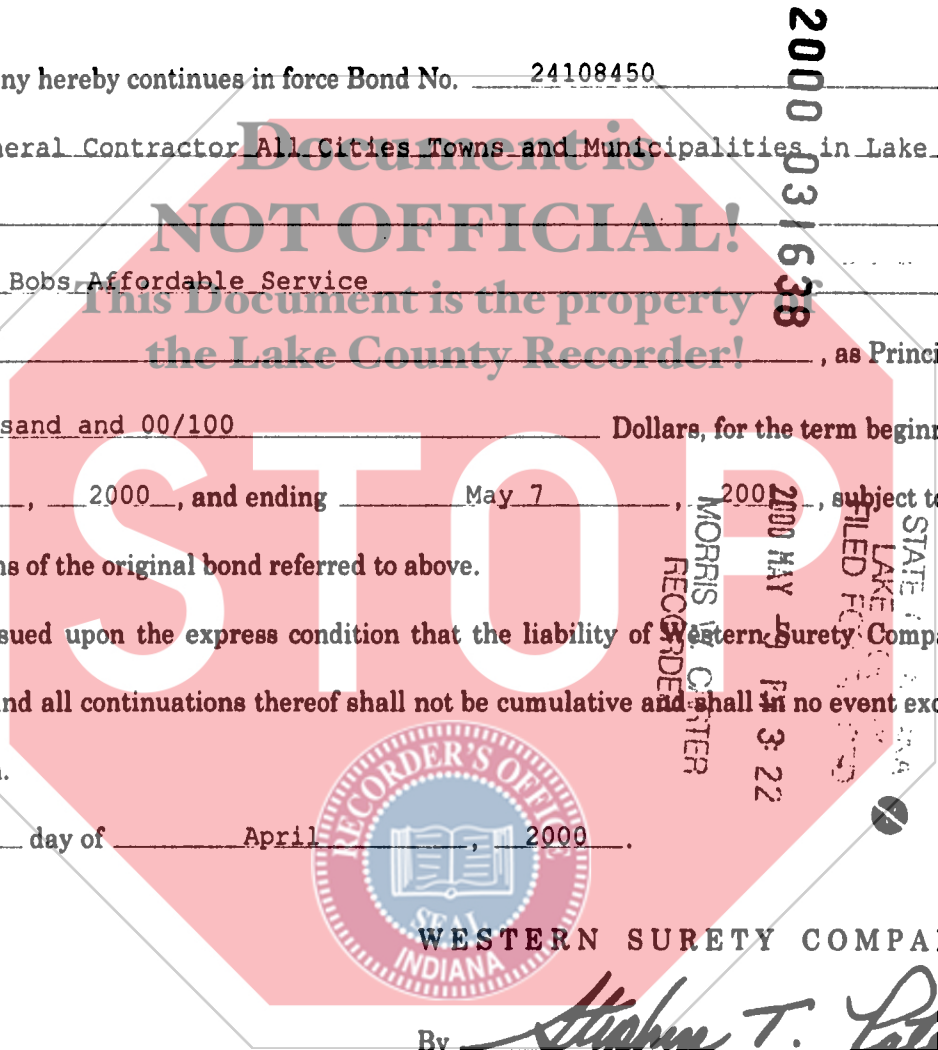 ny hereby continues in force Bond No. 24108450
neral Contractor All Cities Towns and Municipalities in Lake
Bobs Affordable Service
, as Princi
sand and 00/100 Dollars, for the term beginn
, 2000, and ending May 7, 2001, subject to
ns of the original bond referred to above.
sued upon the express condition that the liability of Western Surety Compa
nd all continuations thereof shall not be cumulative and shall in no event exc
day of April, 2000.
WESTERN SURETY COMPA
By Stephen T.
2000 031638
STATE
LAKE
FILED
2000 MAY PM 3:22
MORRIS W. CARTER
RECORDER
Document is
NOT OFFICIAL!
This Document is the property of
the Lake County Recorder!
STOP
RECORDER'S OFFICE
SEAL
INDIANA